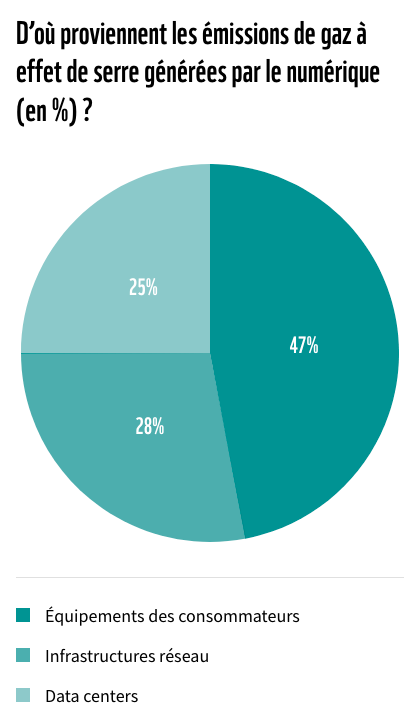 D’où proviennent les émissions de gaz à
effet de serre générées par le numérique
(en %) ?
25%
47%
28%
Équipements des consommateurs
Infrastructures réseau
Data centers